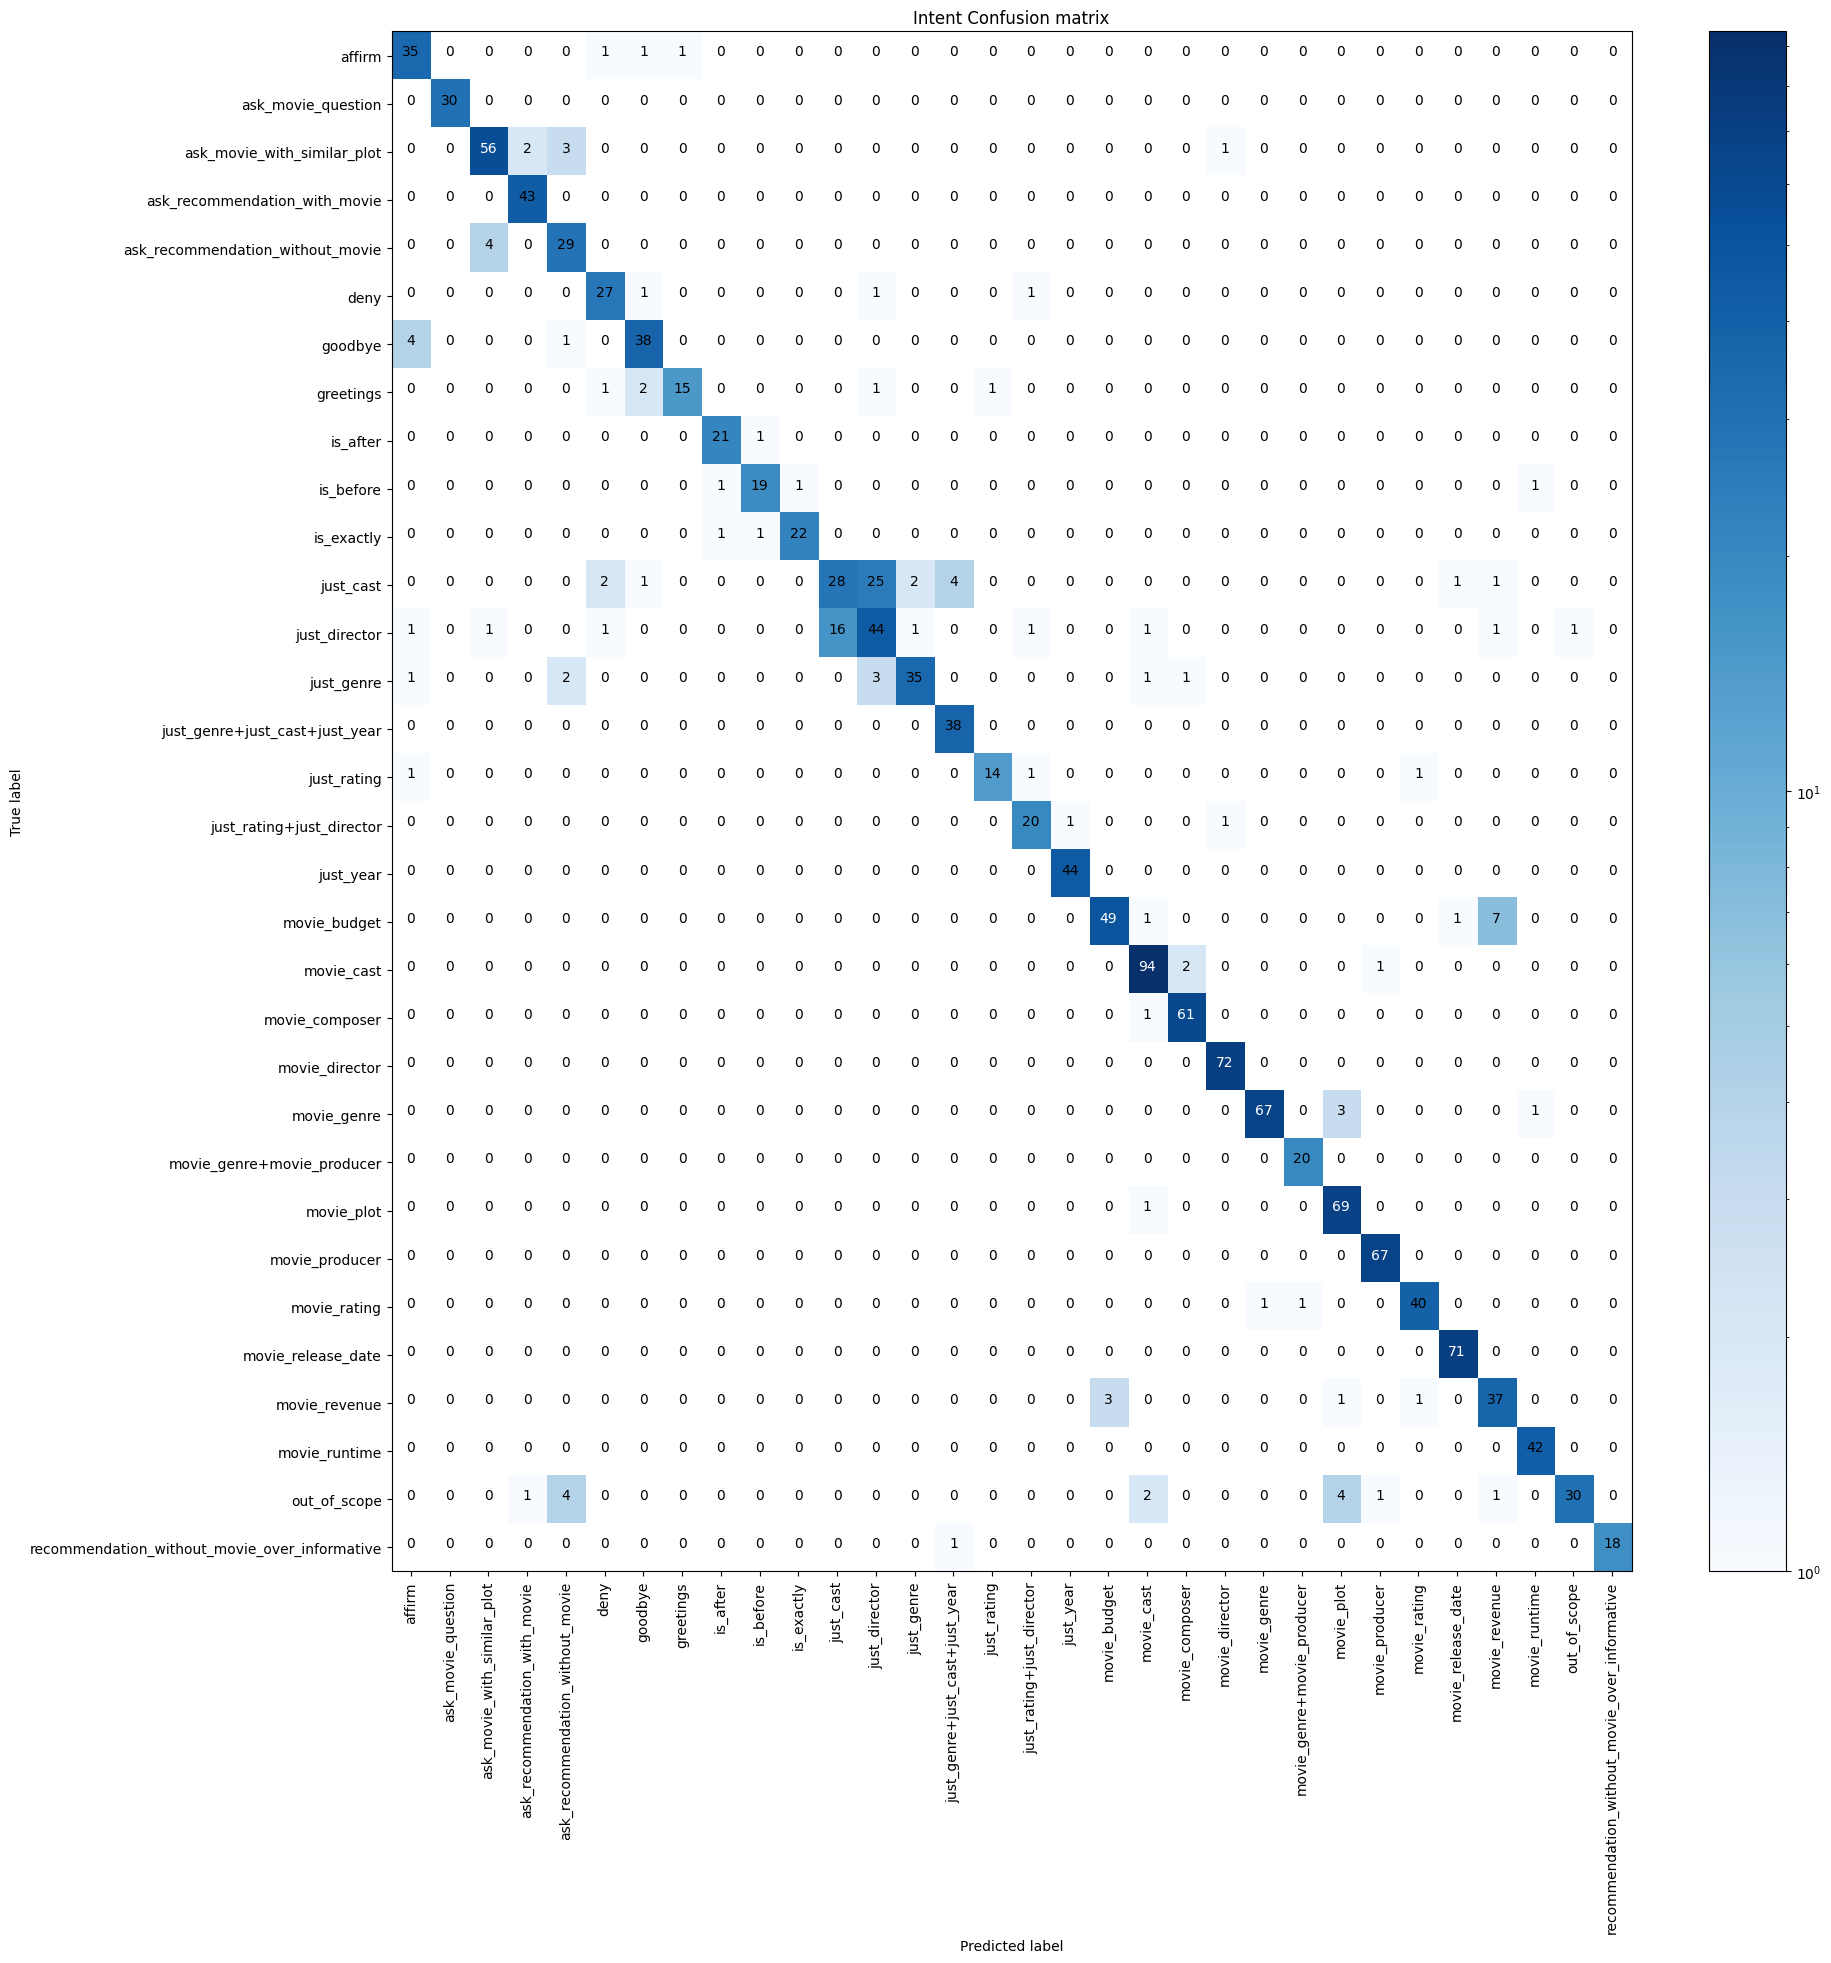 Intent Confusion matrix
affirm 35 0 0 0 0 1 1 1 0 0 0 0 0 0 0 0 0 0 0 0 0 0 0 0 0 0 0 0 0 0 0 0
ask_movie_question 0 30 0 0 0 0 0 0 0 0 0 0 0 0 0 0 0 0 0 0 0 0 0 0 0 0 0 0 0 0 0 0
ask_movie_with_similar_plot 0 0 56 2 3 0 0 0 0 0 0 0 0 0 0 0 0 0 0 0 0 1 0 0 0 0 0 0 0 0 0 0
ask_recommendation_with_movie 0 0 0 43 0 0 0 0 0 0 0 0 0 0 0 0 0 0 0 0 0 0 0 0 0 0 0 0 0 0 0 0
ask_recommendation_without_movie 0 0 4 0 29 0 0 0 0 0 0 0 0 0 0 0 0 0 0 0 0 0 0 0 0 0 0 0 0 0 0 0
deny 0 0 0 0 0 27 1 0 0 0 0 0 1 0 0 0 1 0 0 0 0 0 0 0 0 0 0 0 0 0 0 0
goodbye 4 0 0 0 1 0 38 0 0 0 0 0 0 0 0 0 0 0 0 0 0 0 0 0 0 0 0 0 0 0 0 0
greetings 0 0 0 0 0 1 2 15 0 0 0 0 1 0 0 1 0 0 0 0 0 0 0 0 0 0 0 0 0 0 0 0
is_after 0 0 0 0 0 0 0 0 21 1 0 0 0 0 0 0 0 0 0 0 0 0 0 0 0 0 0 0 0 0 0 0
is_before 0 0 0 0 0 0 0 0 1 19 1 0 0 0 0 0 0 0 0 0 0 0 0 0 0 0 0 0 0 1 0 0
is_exactly 0 0 0 0 0 0 0 0 1 1 22 0 0 0 0 0 0 0 0 0 0 0 0 0 0 0 0 0 0 0 0 0
just_cast 0 0 0 0 0 2 1 0 0 0 0 28 25 2 4 0 0 0 0 0 0 0 0 0 0 0 0 1 1 0 0 0
just_director 1 0 1 0 0 1 0 0 0 0 0 16 44 1 0 0 1 0 0 1 0 0 0 0 0 0 0 0 1 0 1 0
just_genre 1 0 0 0 2 0 0 0 0 0 0 0 3 35 0 0 0 0 0 1 1 0 0 0 0 0 0 0 0 0 0 0
just_genre+just_cast+just_year 0 0 0 0 0 0 0 0 0 0 0 0 0 0 38 0 0 0 0 0 0 0 0 0 0 0 0 0 0 0 0 0
just_rating 1 0 0 0 0 0 0 0 0 0 0 0 0 0 0 14 1 0 0 0 0 0 0 0 0 0 1 0 0 0 0 0
just_rating+just_director 0 0 0 0 0 0 0 0 0 0 0 0 0 0 0 0 20 1 0 0 0 1 0 0 0 0 0 0 0 0 0 0
just_year 0 0 0 0 0 0 0 0 0 0 0 0 0 0 0 0 0 44 0 0 0 0 0 0 0 0 0 0 0 0 0 0
movie_budget 0 0 0 0 0 0 0 0 0 0 0 0 0 0 0 0 0 0 49 1 0 0 0 0 0 0 0 1 7 0 0 0
movie_cast 0 0 0 0 0 0 0 0 0 0 0 0 0 0 0 0 0 0 0 94 2 0 0 0 0 1 0 0 0 0 0 0
movie_composer 0 0 0 0 0 0 0 0 0 0 0 0 0 0 0 0 0 0 0 1 61 0 0 0 0 0 0 0 0 0 0 0
movie_director 0 0 0 0 0 0 0 0 0 0 0 0 0 0 0 0 0 0 0 0 0 72 0 0 0 0 0 0 0 0 0 0
movie_genre 0 0 0 0 0 0 0 0 0 0 0 0 0 0 0 0 0 0 0 0 0 0 67 0 3 0 0 0 0 1 0 0
movie_genre+movie_producer 0 0 0 0 0 0 0 0 0 0 0 0 0 0 0 0 0 0 0 0 0 0 0 20 0 0 0 0 0 0 0 0
movie_plot 0 0 0 0 0 0 0 0 0 0 0 0 0 0 0 0 0 0 0 1 0 0 0 0 69 0 0 0 0 0 0 0
movie_producer 0 0 0 0 0 0 0 0 0 0 0 0 0 0 0 0 0 0 0 0 0 0 0 0 0 67 0 0 0 0 0 0
movie_rating 0 0 0 0 0 0 0 0 0 0 0 0 0 0 0 0 0 0 0 0 0 0 1 1 0 0 40 0 0 0 0 0
movie_release_date 0 0 0 0 0 0 0 0 0 0 0 0 0 0 0 0 0 0 0 0 0 0 0 0 0 0 0 71 0 0 0 0
movie_revenue 0 0 0 0 0 0 0 0 0 0 0 0 0 0 0 0 0 0 3 0 0 0 0 0 1 0 1 0 37 0 0 0
movie_runtime 0 0 0 0 0 0 0 0 0 0 0 0 0 0 0 0 0 0 0 0 0 0 0 0 0 0 0 0 0 42 0 0
out_of_scope 0 0 0 1 4 0 0 0 0 0 0 0 0 0 0 0 0 0 0 2 0 0 0 0 4 1 0 0 1 0 30 0
recommendation_without_movie_over_informative 0 0 0 0 0 0 0 0 0 0 0 0 0 0 1 0 0 0 0 0 0 0 0 0 0 0 0 0 0 0 0 18
True label
affirm
ask_movie_question
ask_movie_with_similar_plot
ask_recommendation_with_movie
ask_recommendation_without_movie
deny
goodbye
greetings
is_after
is_before
is_exactly
just_cast
just_director
just_genre
just_genre+just_cast+just_year
just_rating
just_rating+just_director
just_year
movie_budget
movie_cast
movie_composer
movie_director
movie_genre
movie_genre+movie_producer
movie_plot
movie_producer
movie_rating
movie_release_date
movie_revenue
movie_runtime
out_of_scope
recommendation_without_movie_over_informative
Predicted label
10¹
10⁰